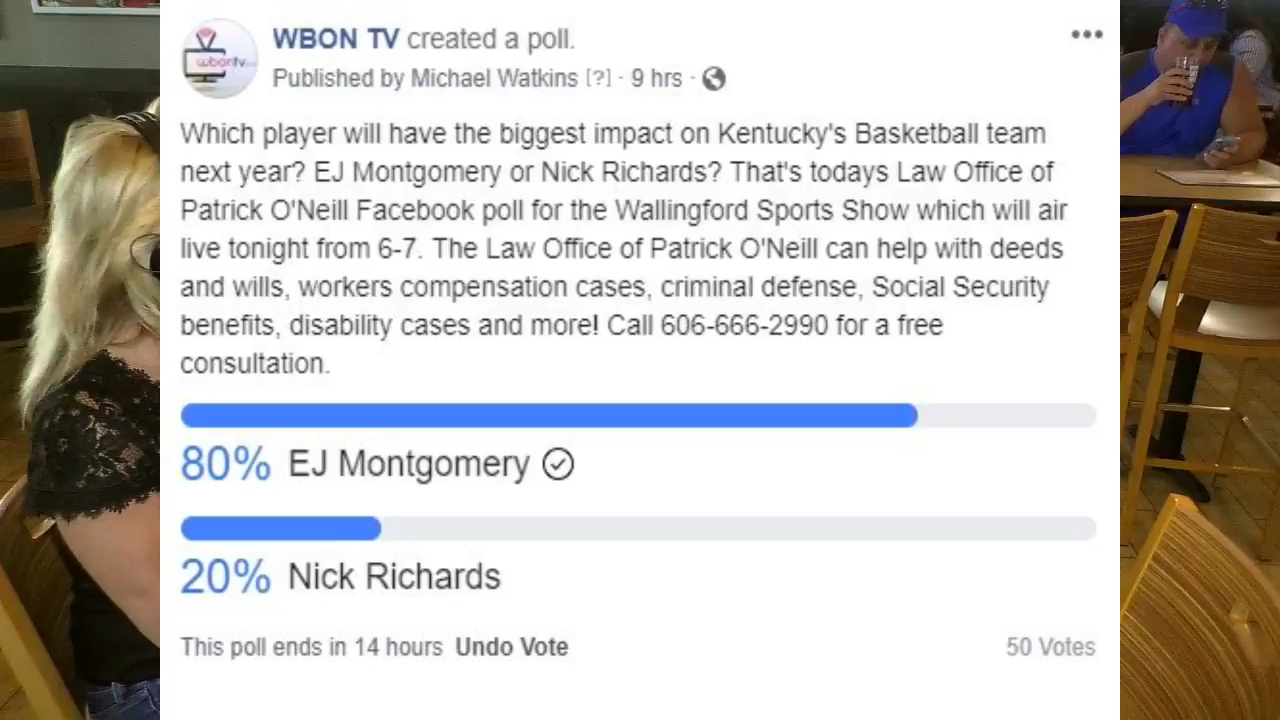 WBON TV created a poll.
wbontv...
Published by Michael Watkins [?] · 9 hrs ·
Which player will have the biggest impact on Kentucky's Basketball team
next year? EJ Montgomery or Nick Richards? That's todays Law Office of
Patrick O'Neill Facebook poll for the Wallingford Sports Show which will air
live tonight from 6-7. The Law Office of Patrick O'Neill can help with deeds
and wills, workers compensation cases, criminal defense, Social Security
benefits, disability cases and more! Call 606-666-2990 for a free
consultation.
80% EJ Montgomery
20% Nick Richards
This poll ends in 14 hours Undo Vote 50 Votes